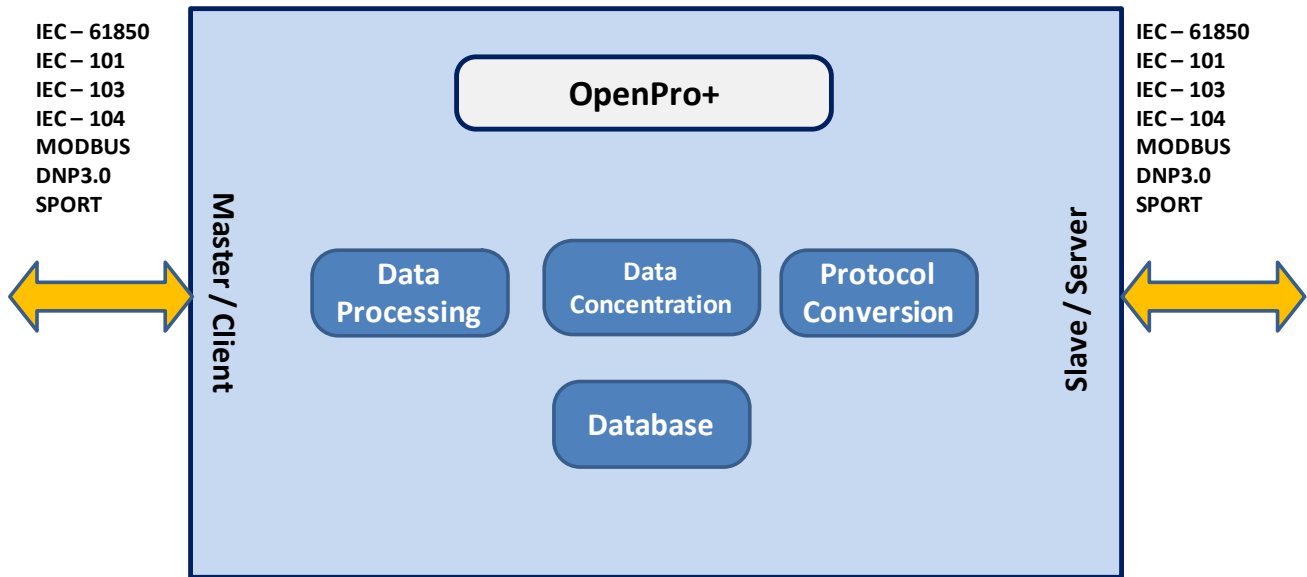 IEC – 61850
IEC – 101
IEC – 103
IEC – 104
MODBUS
DNP3.0
SPORT
Master / Client
OpenPro+
Data
Processing
Data
Concentration
Protocol
Conversion
Database
Slave / Server
IEC – 61850
IEC – 101
IEC – 103
IEC – 104
MODBUS
DNP3.0
SPORT